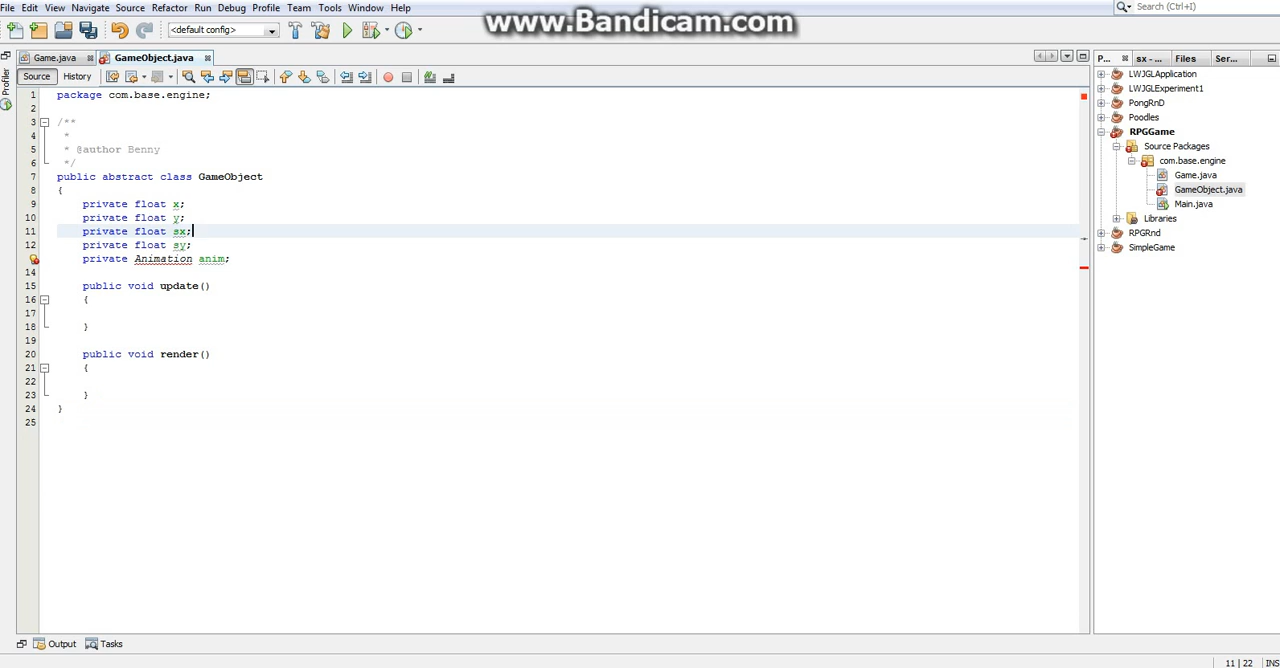 File Edit View Navigate Source Refactor Run Debug Profile Team Tools Window Help
www.Bandicam.com
Search (Ctrl+I)
<default config>
Game.java
GameObject.java
P...
sx - ...
Files
Ser...
Profiler
Source
History
1 package com.base.engine;
2
3 /**
4 *
5 * @author Benny
6 */
7 public abstract class GameObject
8 {
9 private float x;
10 private float y;
11 private float sx;
12 private float sy;
private Animation anim;
14
15 public void update()
16 {
17
18 }
19
20 public void render()
21 {
22
23 }
24 }
25
LWJGLApplication
LWJGLExperiment1
PongRnD
Poodles
RPGGame
Source Packages
com.base.engine
Game.java
GameObject.java
Main.java
Libraries
RPGRnd
SimpleGame
Output
Tasks
11 | 22
INS